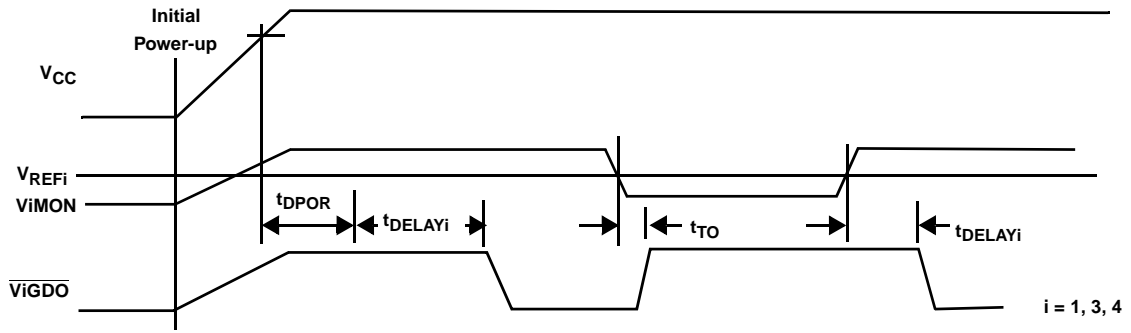 Initial
Power-up
VCC
VREFi
ViMON
tDPOR
tDELAYi
tTO
tDELAYi
ViGDO
i = 1, 3, 4